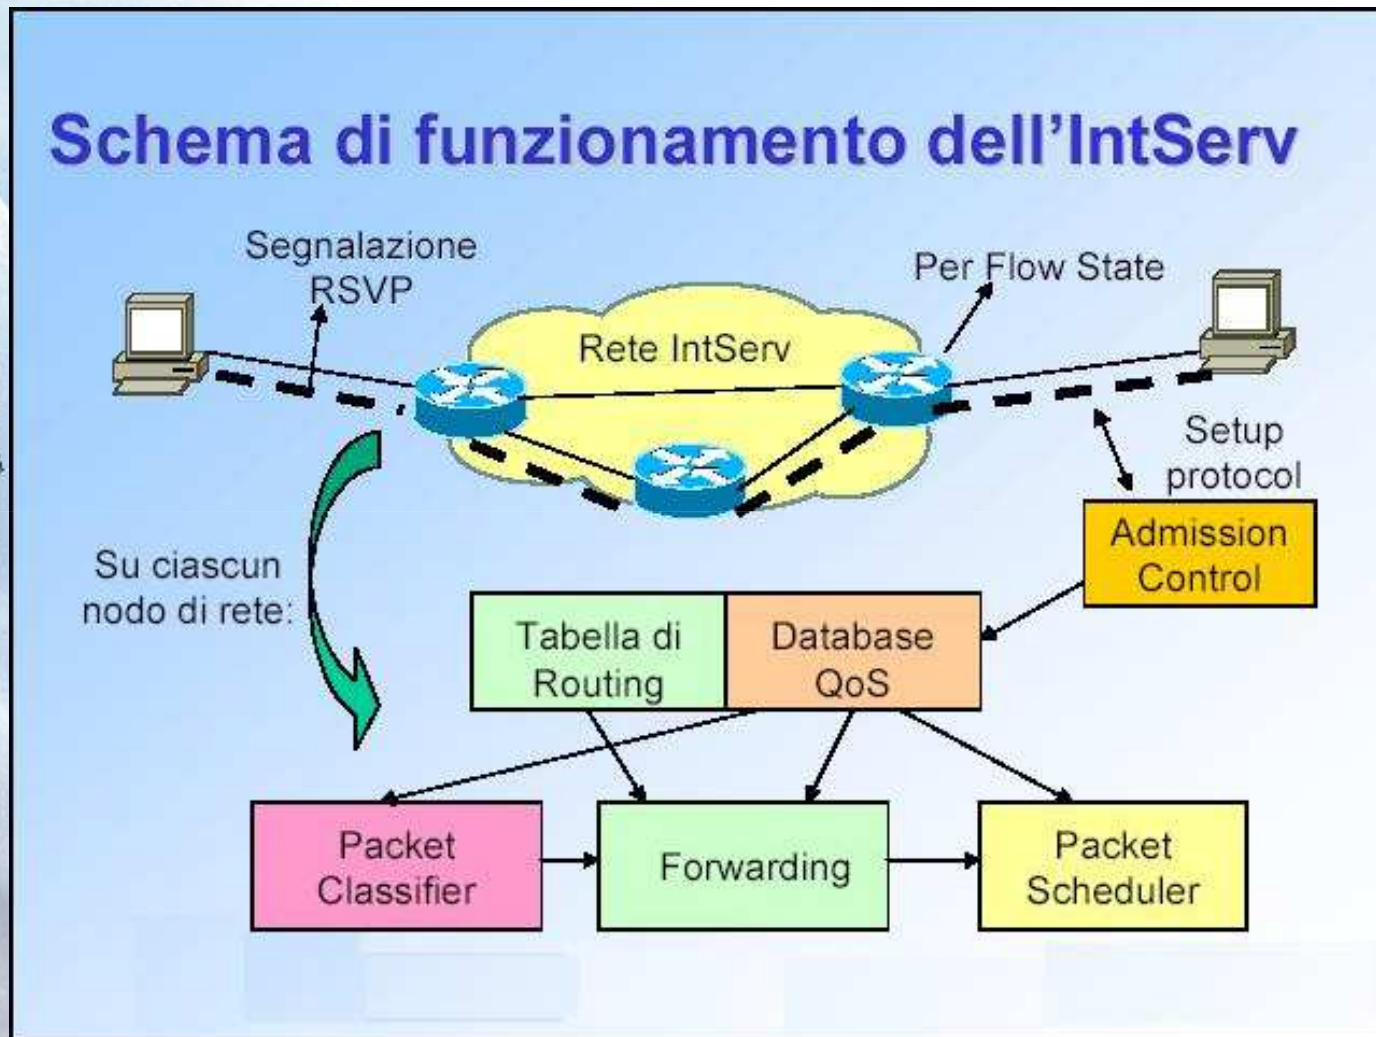 Schema di funzionamento dell'IntServ
Segnalazione
RSVP
Per Flow State
Rete IntServ
Setup
protocol
Admission
Control
Su ciascun
nodo di rete:
Tabella di
Routing
Database
QoS
Packet
Classifier
Forwarding
Packet
Scheduler